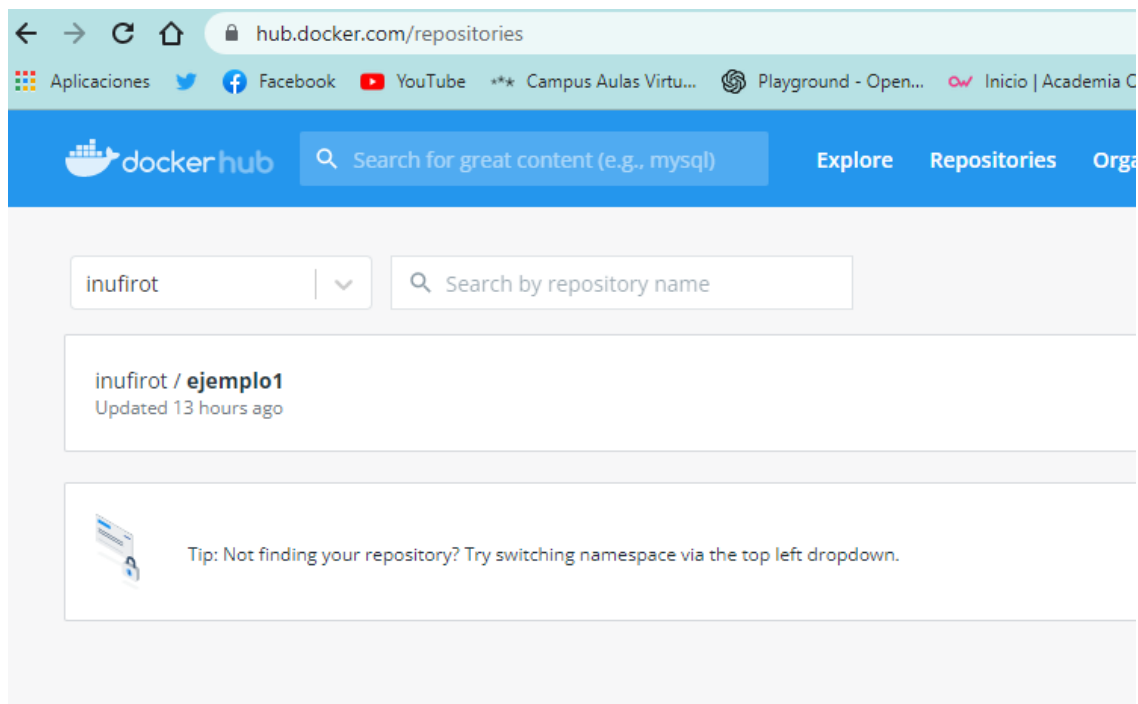 hub.docker.com/repositories
Aplicaciones Facebook YouTube Campus Aulas Virtu... Playground - Open... Inicio | Academia
dockerhub Search for great content (e.g., mysql) Explore Repositories Orga
inufirot Search by repository name
inufirot / ejemplo1
Updated 13 hours ago
Tip: Not finding your repository? Try switching namespace via the top left dropdown.